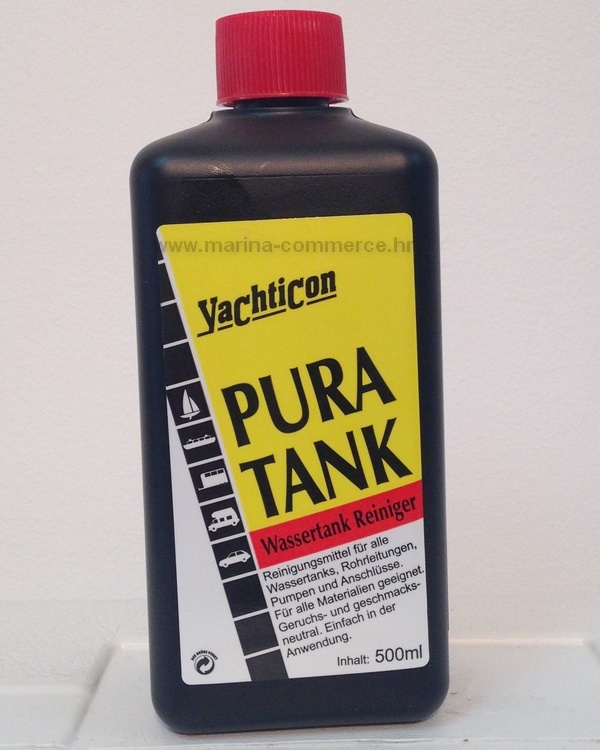 www.marina-commerce.hr
YachtiCon
PURA
TANK
Wassertank Reiniger
Reinigungsmittel für alle
Wassertanks, Rohrleitungen,
Pumpen und Anschlüsse.
Für alle Materialien geeignet.
Geruchs- und geschmacks-
neutral. Einfach in der
Anwendung.
Inhalt: 500ml